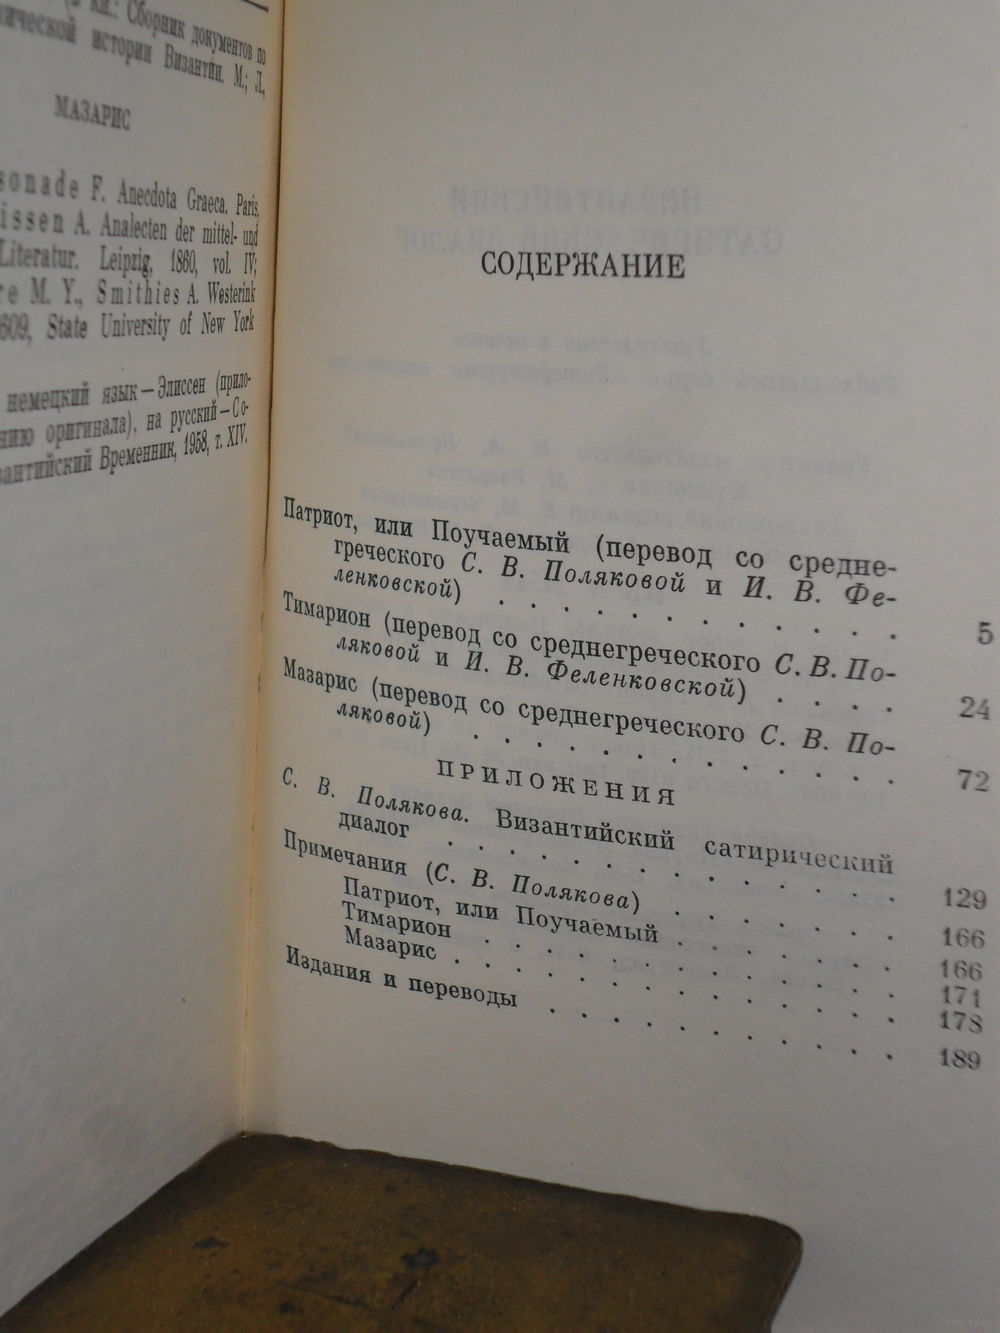 кн.: Сборник документов по
истории Византии. М.; Л.,
МАЗАРИС
F. Anecdota Graeca. Paris,
A. Analecten der mittel- und
Literatur. Leipzig, 1860, vol. IV;
M. Y., Smithies A. Westerink
609, State University of New York
немецкий язык — Элиссен (прило-
оригинала), на русский — Со-
Временник, 1958, т. XIV.
СОДЕРЖАНИЕ
Патриот, или Поучаемый (перевод со средне-
греческого С. В. Поляковой и И. В. Фе-
ленковской) . . . . . . . . . . . 5
Тимарион (перевод со среднегреческого С. В. По-
ляковой и И. В. Феленковской) . . . . 24
Мазарис (перевод со среднегреческого С. В. По-
ляковой) . . . . . . . . . . . . 72
ПРИЛОЖЕНИЯ
С. В. Полякова. Византийский сатирический
диалог . . . . . . . . . . . . 129
Примечания (С. В. Полякова) . . . . . . 166
Патриот, или Поучаемый . . . . . . . 166
Тимарион . . . . . . . . . . . . 171
Мазарис . . . . . . . . . . . . . 178
Издания и переводы . . . . . . . . . . 189